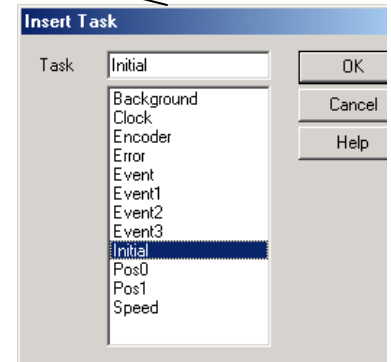 Insert Task
Task Initial OK
Background Cancel
Clock
Encoder Help
Error
Event
Event1
Event2
Event3
Initial
Pos0
Pos1
Speed